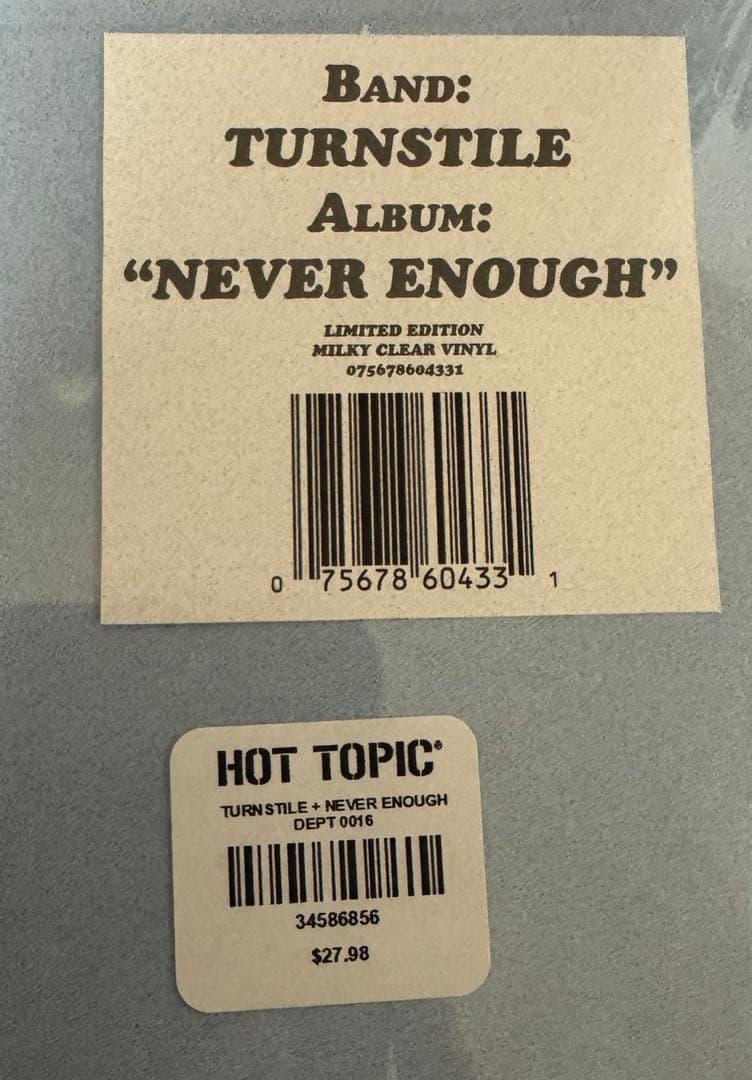 BAND:
TURNSTILE
ALBUM:
“NEVER ENOUGH”
LIMITED EDITION
MILKY CLEAR VINYL
075678604331
0 75678 60433 1
HOT TOPIC®
TURNSTILE + NEVER ENOUGH
DEPT 0016
34586856
$27.98